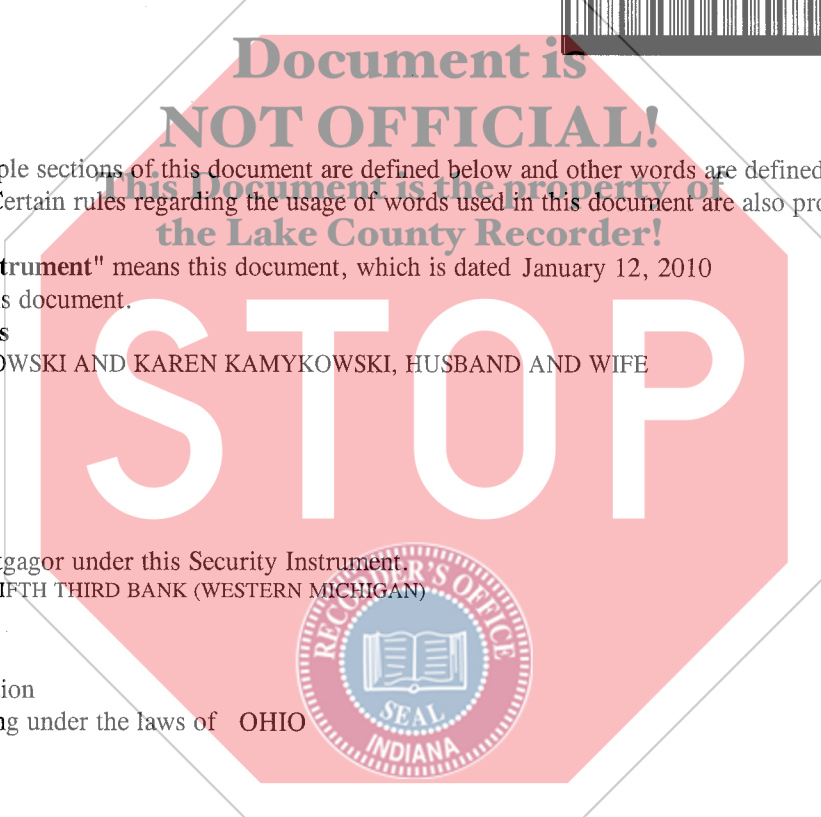 Document is
NOT OFFICIAL!
ple sections of this document are defined below and other words are defined
This Document is the property of
Certain rules regarding the usage of words used in this document are also pro
the Lake County Recorder!
trument" means this document, which is dated January 12, 2010
s document.
s
OWSKI AND KAREN KAMYKOWSKI, HUSBAND AND WIFE
STOP
tgagor under this Security Instrument.
IFTH THIRD BANK (WESTERN MICHIGAN)
RECORDER'S OFFICE
tion
SEAL
ng under the laws of OHIO
INDIANA